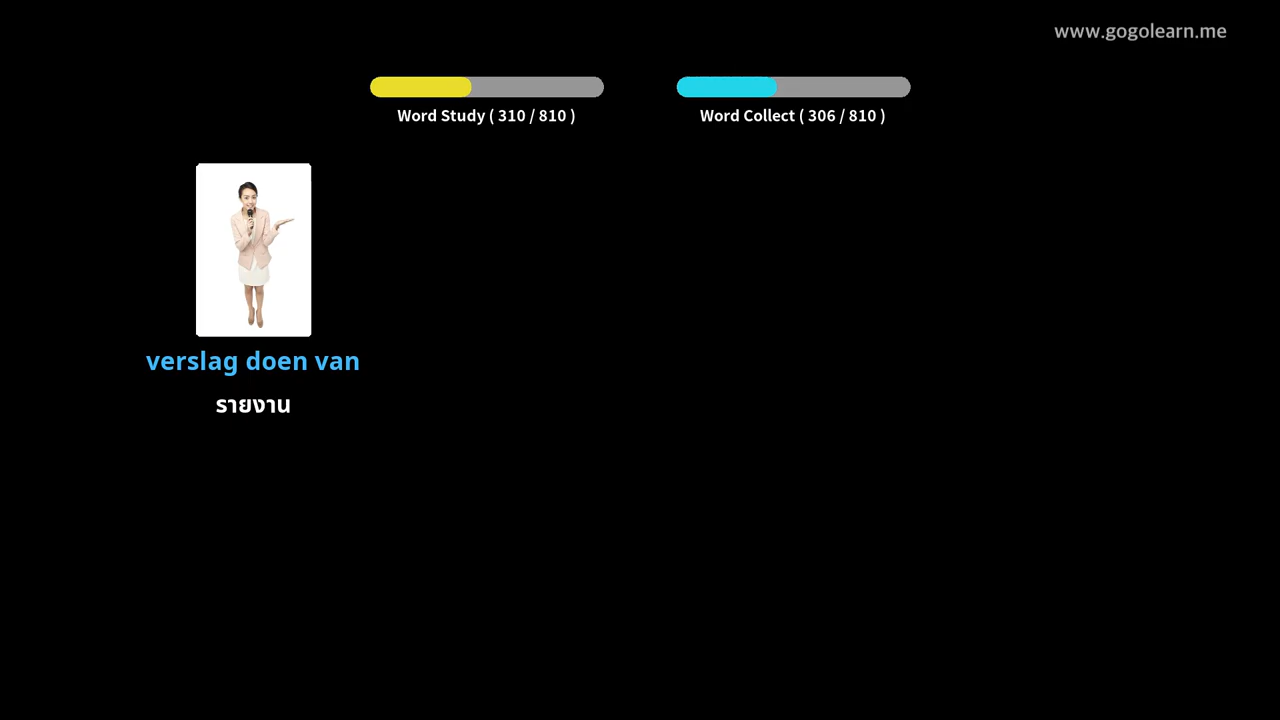 www.gogolearn.me
Word Study ( 310 / 810 )
Word Collect ( 306 / 810 )
verslag doen van
รายงาน